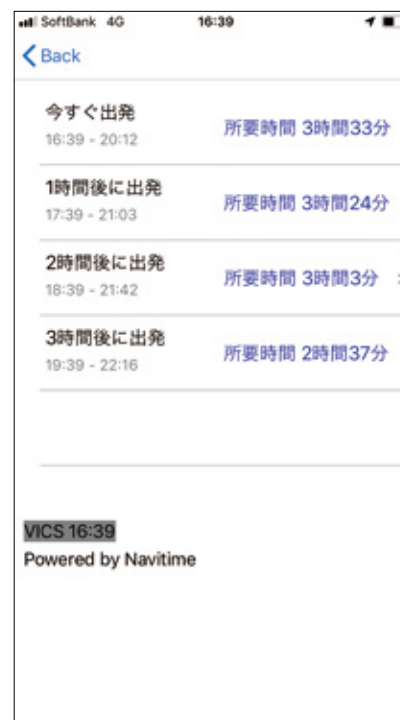 SoftBank 4G 16:39
Back
今すぐ出発
16:39 - 20:12
所要時間 3時間33分
1時間後に出発
17:39 - 21:03
所要時間 3時間24分
2時間後に出発
18:39 - 21:42
所要時間 3時間3分
3時間後に出発
19:39 - 22:16
所要時間 2時間37分
VICS 16:39
Powered by Navitime